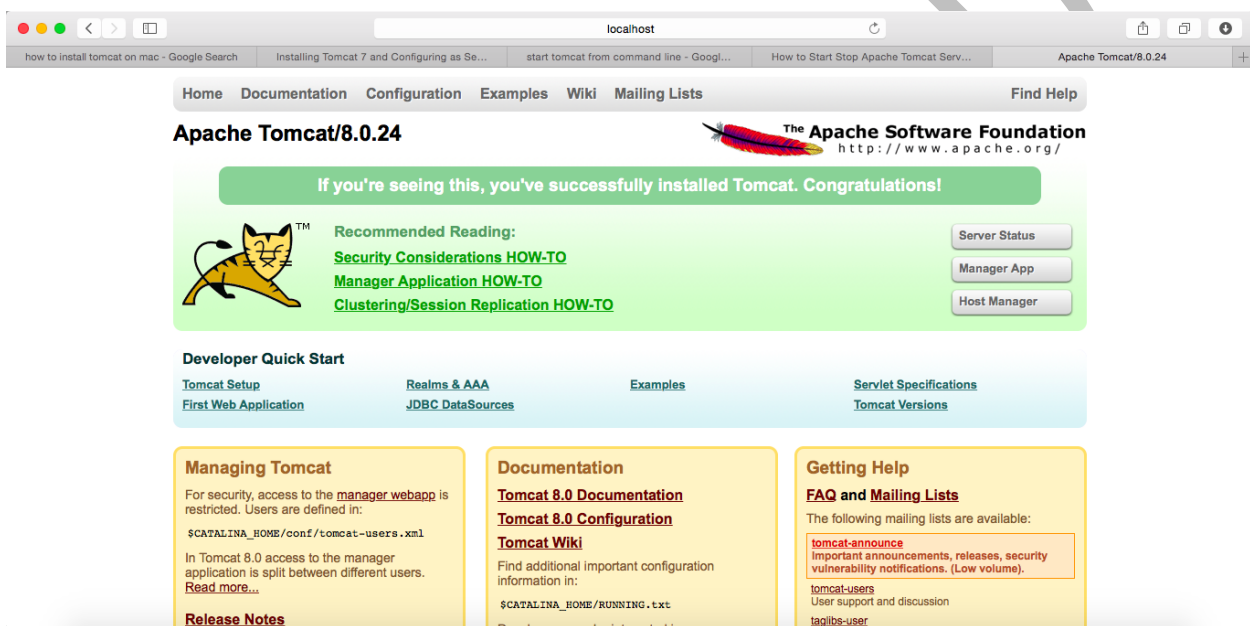 localhost
how to install tomcat on mac - Google Search
Installing Tomcat 7 and Configuring as Se...
start tomcat from command line - Googl...
How to Start Stop Apache Tomcat Serv...
Apache Tomcat/8.0.24
Home Documentation Configuration Examples Wiki Mailing Lists Find Help
Apache Tomcat/8.0.24
The Apache Software Foundation
http://www.apache.org/
If you're seeing this, you've successfully installed Tomcat. Congratulations!
TM
Recommended Reading:
Security Considerations HOW-TO
Manager Application HOW-TO
Clustering/Session Replication HOW-TO
Server Status
Manager App
Host Manager
Developer Quick Start
Tomcat Setup
First Web Application
Realms & AAA
JDBC DataSources
Examples
Servlet Specifications
Tomcat Versions
Managing Tomcat
For security, access to the manager webapp is
restricted. Users are defined in:
$CATALINA_HOME/conf/tomcat-users.xml
In Tomcat 8.0 access to the manager
application is split between different users.
Read more...
Release Notes
Documentation
Tomcat 8.0 Documentation
Tomcat 8.0 Configuration
Tomcat Wiki
Find additional important configuration
information in:
$CATALINA_HOME/RUNNING.txt
Getting Help
FAQ and Mailing Lists
The following mailing lists are available:
tomcat-announce
Important announcements, releases, security
vulnerability notifications. (Low volume).
tomcat-users
User support and discussion
taglibs-user